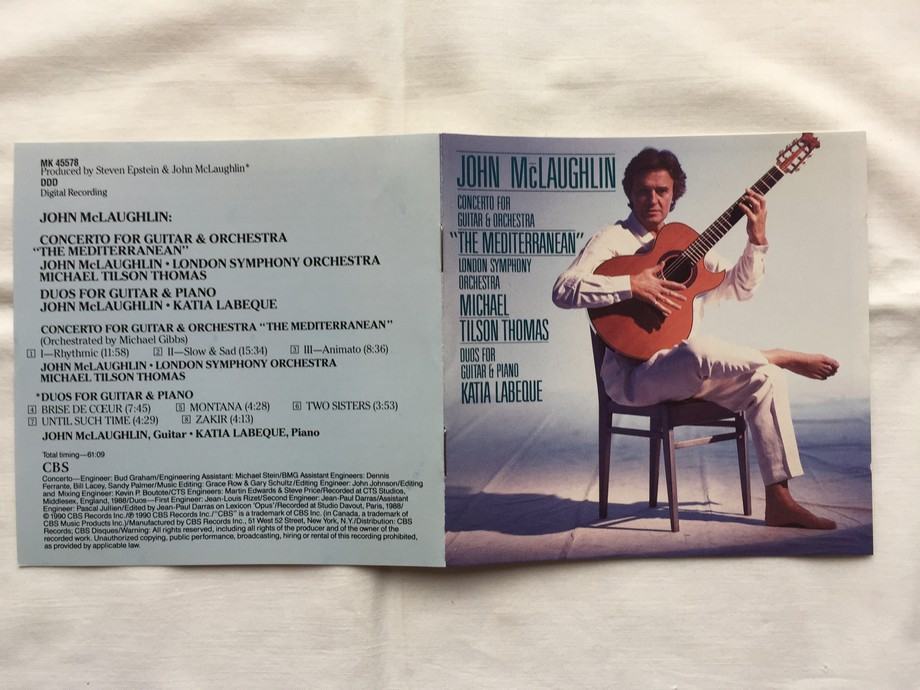 MK 45578
Produced by Steven Epstein & John McLaughlin*
DDD
Digital Recording
JOHN McLAUGHLIN:
CONCERTO FOR GUITAR & ORCHESTRA
"THE MEDITERRANEAN"
JOHN McLAUGHLIN • LONDON SYMPHONY ORCHESTRA
MICHAEL TILSON THOMAS
DUOS FOR GUITAR & PIANO
JOHN McLAUGHLIN • KATIA LABEQUE
CONCERTO FOR GUITAR & ORCHESTRA "THE MEDITERRANEAN"
(Orchestrated by Michael Gibbs)
1 I—Rhythmic (11:58) 2 II—Slow & Sad (15:34) 3 III—Animato (8:36)
JOHN McLAUGHLIN • LONDON SYMPHONY ORCHESTRA
MICHAEL TILSON THOMAS
*DUOS FOR GUITAR & PIANO
4 BRISE DE CŒUR (7:45) 5 MONTANA (4:28) 6 TWO SISTERS (3:53)
7 UNTIL SUCH TIME (4:29) 8 ZAKIR (4:13)
JOHN McLAUGHLIN, Guitar • KATIA LABEQUE, Piano
Total timing—61:09
CBS
Concerto—Engineer: Bud Graham/Engineering Assistant: Michael Stein/BMG Assistant Engineers: Dennis
Ferrante, Bill Lacey, Sandy Palmer/Music Editing: Grace Row & Gary Schultz/Editing Engineer: John Johnson/Editing
and Mixing Engineer: Kevin P. Boutote/CTS Engineers: Martin Edwards & Steve Price/Recorded at CTS Studios,
Middlesex, England, 1988/Duos—First Engineer: Jean-Louis Rizet/Second Engineer: Jean-Paul Darras/Assistant
Engineer: Pascal Jullien/Edited by Jean-Paul Darras on Lexicon 'Opus'/Recorded at Studio Davout, Paris, 1988/
© 1990 CBS Records Inc./℗ 1990 CBS Records Inc./"CBS" is a trademark of CBS Inc. (in Canada, a trademark of
CBS Music Products Inc.)/Manufactured by CBS Records Inc., 51 West 52 Street, New York, N.Y./Distribution: CBS
Records; CBS Disques/Warning: All rights reserved, including all rights of the producer and of the owner of the
recorded work. Unauthorized copying, public performance, broadcasting, hiring or rental of this recording prohibited,
as provided by applicable law.
JOHN McLAUGHLIN
CONCERTO FOR
GUITAR & ORCHESTRA
"THE MEDITERRANEAN"
LONDON SYMPHONY
ORCHESTRA
MICHAEL
TILSON THOMAS
DUOS FOR
GUITAR & PIANO
KATIA LABEQUE